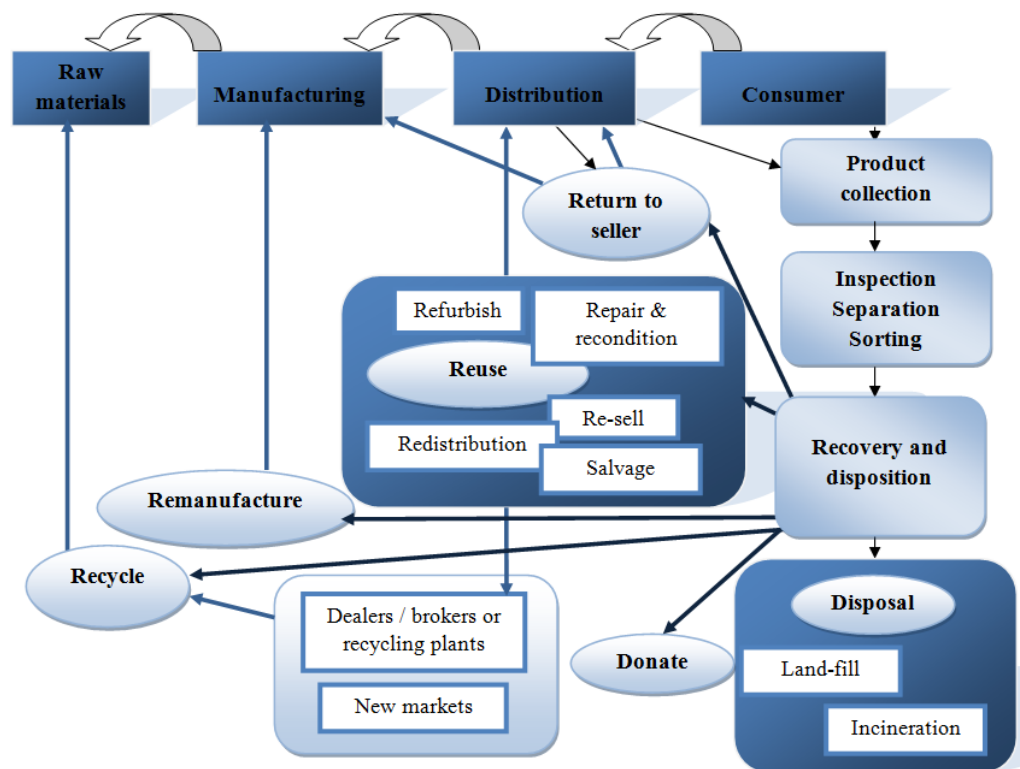 Raw
materials
Manufacturing
Distribution
Consumer
Product
collection
Return to
seller
Inspection
Separation
Sorting
Refurbish
Repair &
recondition
Reuse
Re-sell
Redistribution
Salvage
Recovery and
disposition
Remanufacture
Recycle
Disposal
Dealers / brokers or
recycling plants
Donate
Land-fill
New markets
Incineration